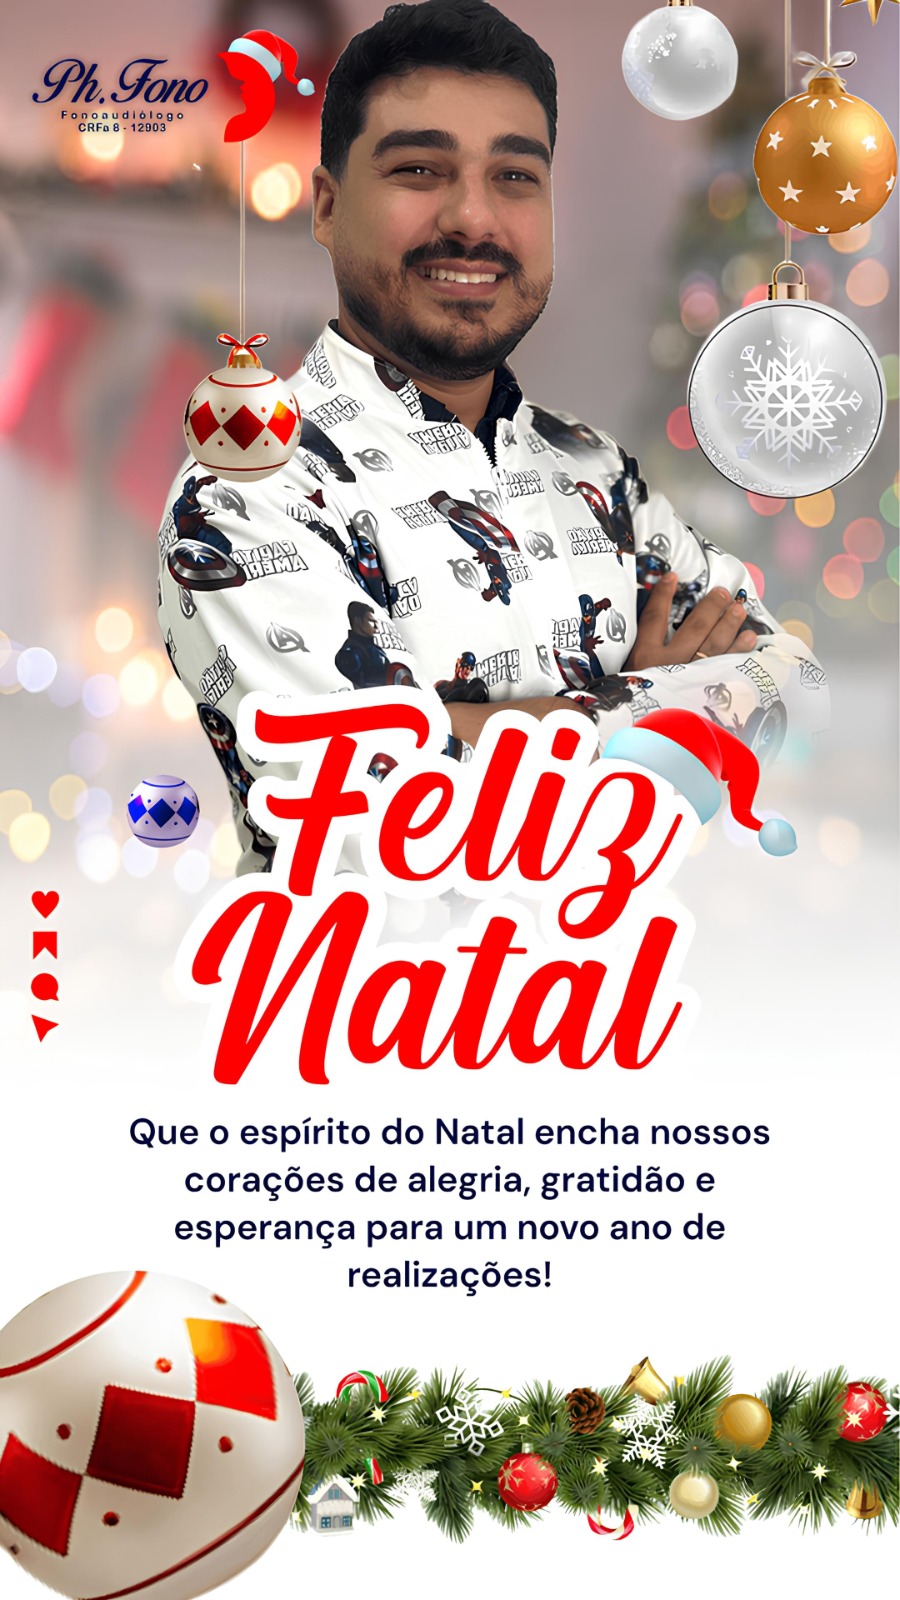 Ph. Fono
Fonoaudiólogo
CRFa 8 - 12903
Feliz
Natal
Que o espírito do Natal encha nossos
corações de alegria, gratidão e
esperança para um novo ano de
realizações!